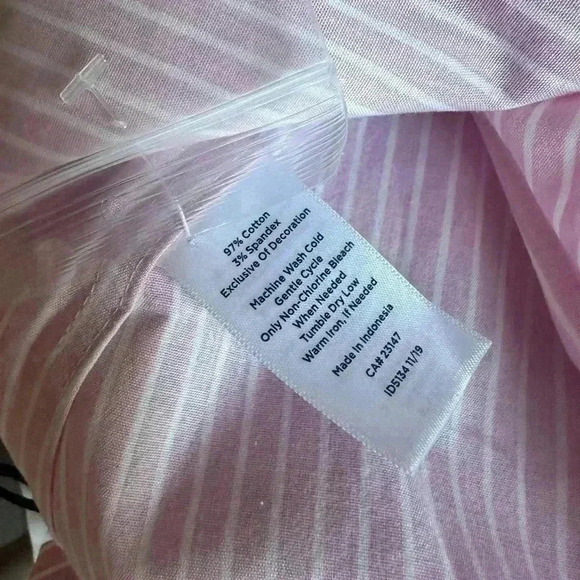 97% Cotton
3% Spandex
Exclusive Of Decoration
Machine Wash Cold
Gentle Cycle
Only Non-Chlorine Bleach
When Needed
Tumble Dry Low
Warm Iron, If Needed
Made In Indonesia
CA# 23147
ID5134 11/19